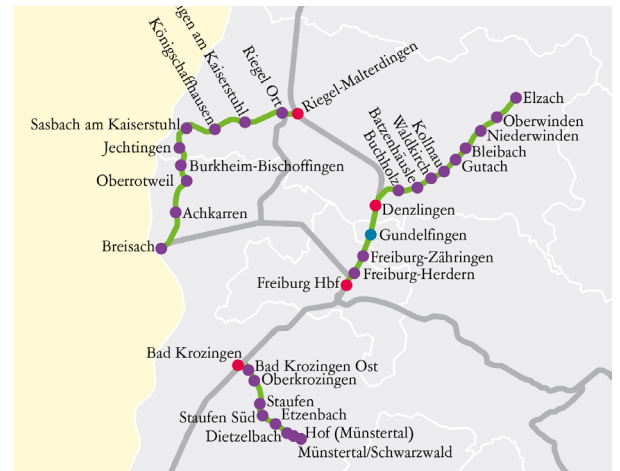 ngen am Kaiserstuhl
Königschaffhausen
Riegel Ort
Riegel-Malterdingen
Sasbach am Kaiserstuhl
Jechtingen
Burkheim-Bischoffingen
Oberrotweil
Achkarren
Breisach
Elzach
Oberwinden
Niederwinden
Bleibach
Gutach
Kollnau
Waldkirch
Batzenhäusle
Buchholz
Denzlingen
Gundelfingen
Freiburg-Zähringen
Freiburg-Herdern
Freiburg Hbf
Bad Krozingen
Bad Krozingen Ost
Oberkrozingen
Staufen
Staufen Süd
Etzenbach
Dietzelbach
Hof (Münstertal)
Münstertal/Schwarzwald